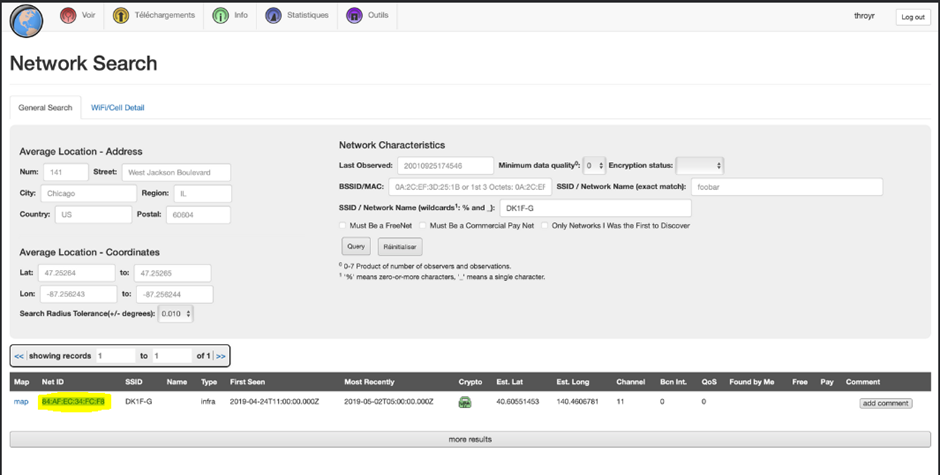 Voir Téléchargements Info Statistiques Outils throyr Log out
Network Search
General Search WiFi/Cell Detail
Average Location - Address
Num: 141 Street: West Jackson Boulevard
City: Chicago Region: IL
Country: US Postal: 60604
Average Location - Coordinates
Lat: 47.25264 to: 47.25265
Lon: -87.256243 to: -87.256244
Search Radius Tolerance(+/- degrees): 0.010
Network Characteristics
Last Observed: 20010925174546 Minimum data quality⁰: 0 Encryption status:
BSSID/MAC: 0A:2C:EF:3D:25:1B or 1st 3 Octets: 0A:2C:EF SSID / Network Name (exact match): foobar
SSID / Network Name (wildcards¹: % and _): DK1F-G
Must Be a FreeNet Must Be a Commercial Pay Net Only Networks I Was the First to Discover
Query Réinitialiser
⁰ 0-7 Product of number of observers and observations.
¹ '%' means zero-or-more characters, '_' means a single character.
<< showing records 1 to 1 of 1 >>
Map Net ID SSID Name Type First Seen Most Recently Crypto Est. Lat Est. Long Channel Bcn Int. QoS Found by Me Free Pay Comment
map 84:AF:EC:34:FC:F8 DK1F-G infra 2019-04-24T11:00:00.000Z 2019-05-02T05:00:00.000Z 40.60551453 140.4606781 11 0 0 add comment
more results